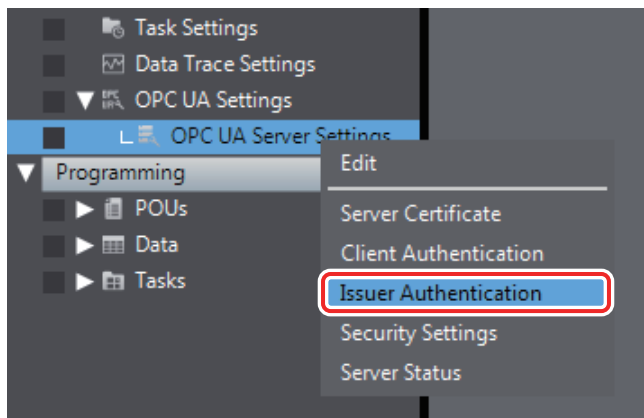 Task Settings
Data Trace Settings
OPC UA Settings
OPC UA Server Settings
Programming
POUs
Data
Tasks
Edit
Server Certificate
Client Authentication
Issuer Authentication
Security Settings
Server Status